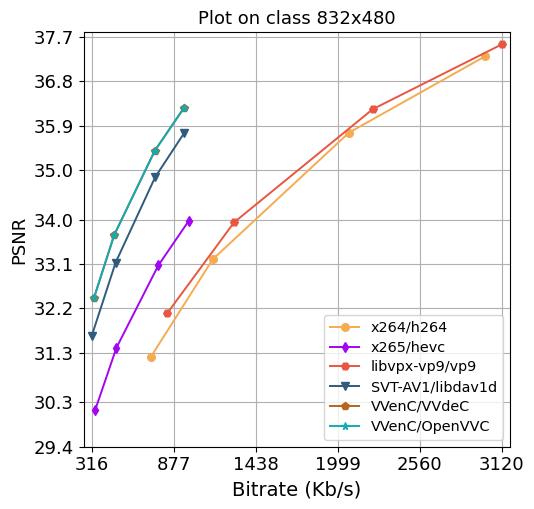 Plot on class 832x480
37.7
36.8
35.9
35.0
34.0
33.1
32.2
31.3
30.3
29.4
PSNR
x264/h264
x265/hevc
libvpx-vp9/vp9
SVT-AV1/libdav1d
VVenC/VVdeC
VVenC/OpenVVC
316 877 1438 1999 2560 3120
Bitrate (Kb/s)